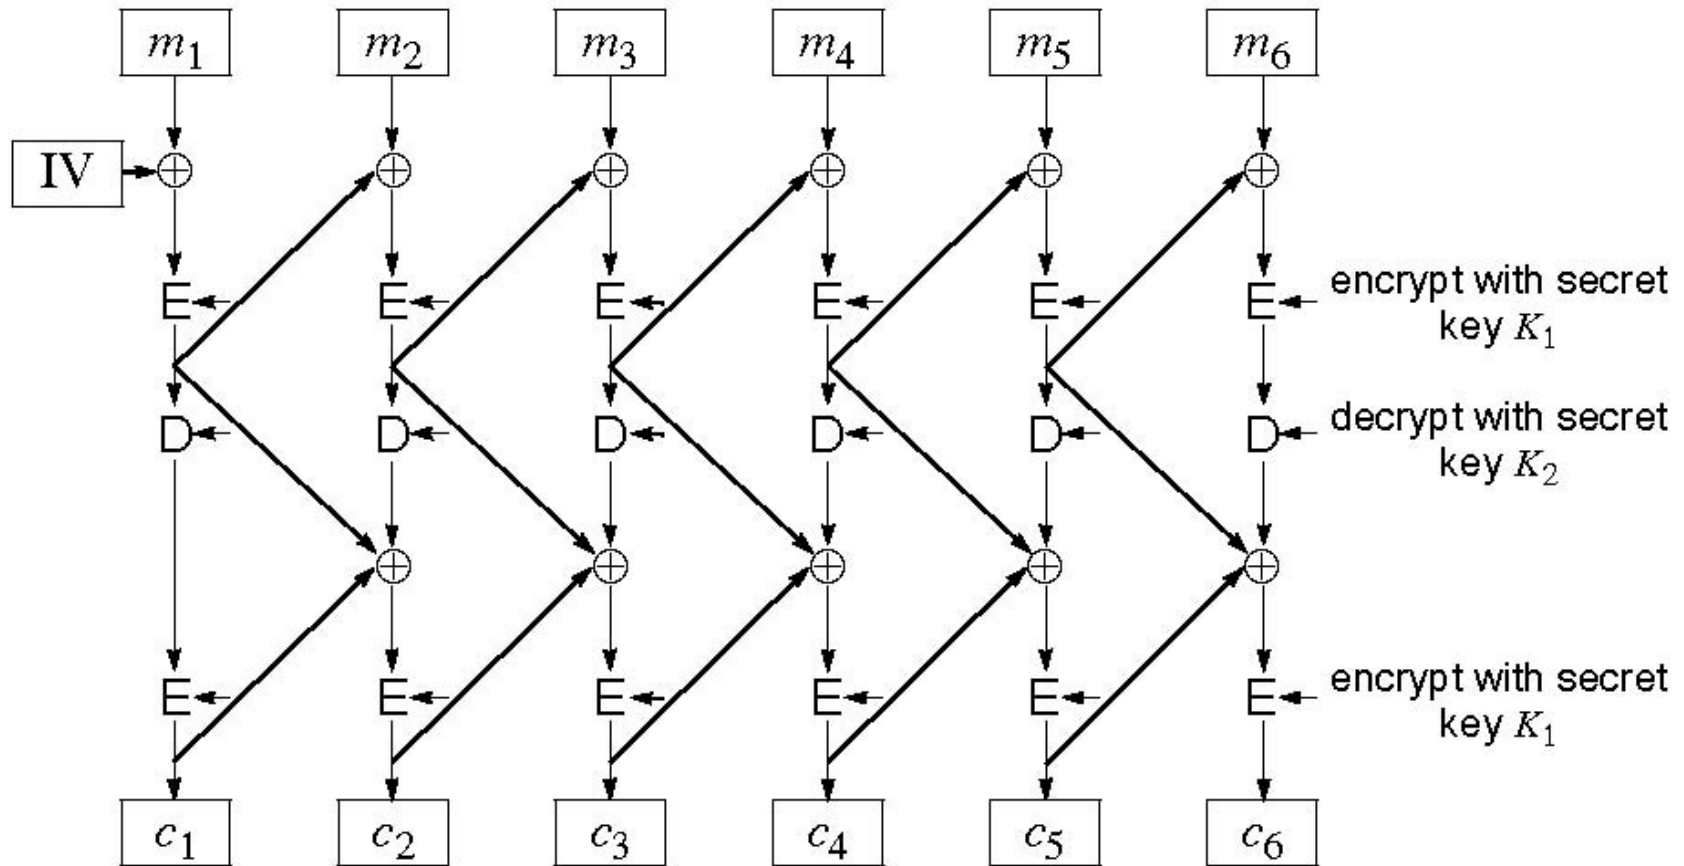 m1 m2 m3 m4 m5 m6
IV
E E E E E E encrypt with secret
key K1
D D D D D D decrypt with secret
key K2
E E E E E E encrypt with secret
key K1
c1 c2 c3 c4 c5 c6